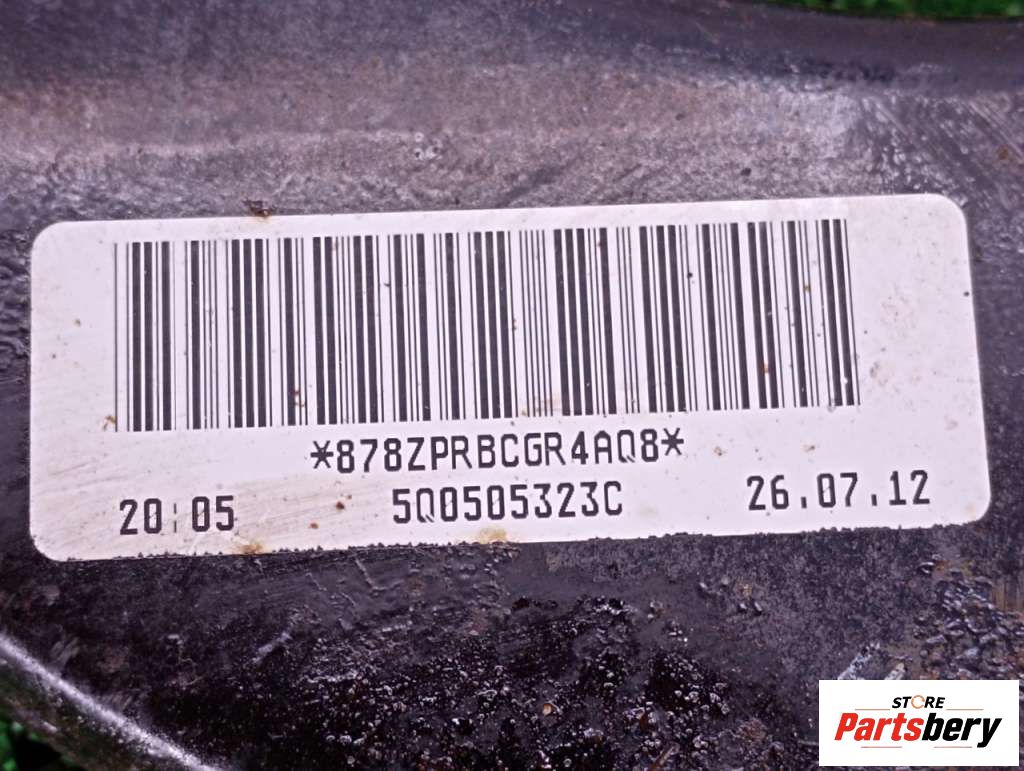 *878ZPRBCGR4AQ8*
20:05 5Q0505323C 26.07.12
STORE
Partsbery